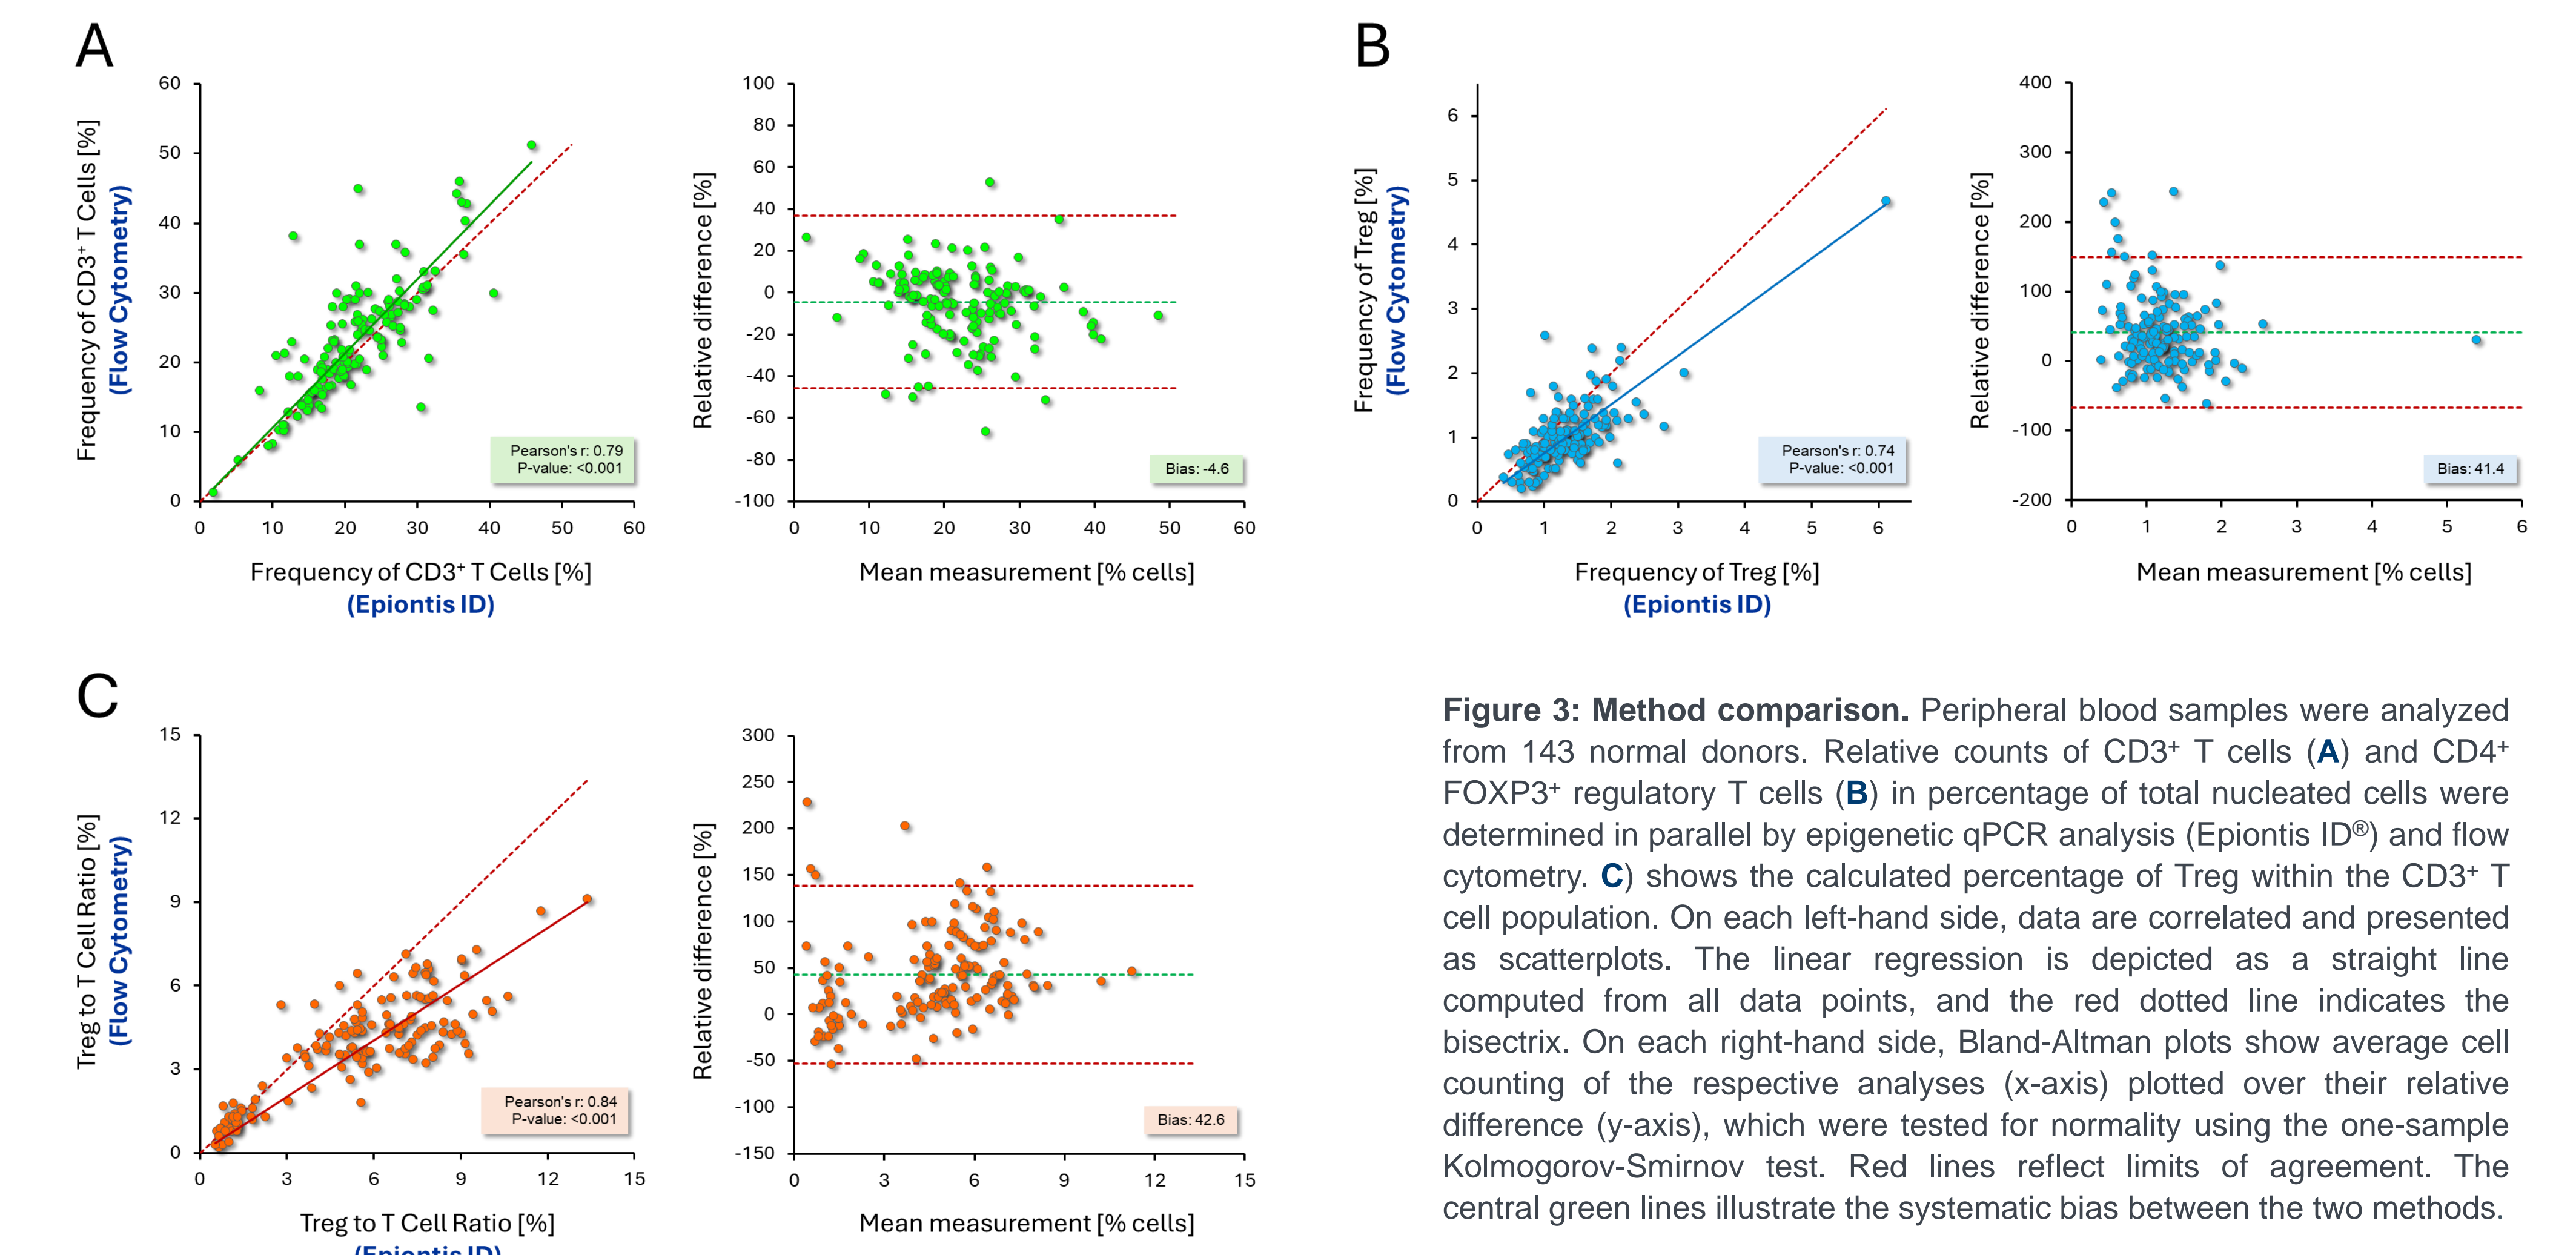 A
60
50
40
30
20
10
0
Frequency of CD3⁺ T Cells [%]
(Flow Cytometry)
Pearson's r: 0.79
P-value: <0.001
0 10 20 30 40 50 60
Frequency of CD3⁺ T Cells [%]
(Epiontis ID)
100
80
60
40
20
0
-20
-40
-60
-80
-100
Relative difference [%]
Bias: -4.6
0 10 20 30 40 50 60
Mean measurement [% cells]
B
6
5
4
3
2
1
0
Frequency of Treg [%]
(Flow Cytometry)
Pearson's r: 0.74
P-value: <0.001
0 1 2 3 4 5 6
Frequency of Treg [%]
(Epiontis ID)
400
300
200
100
0
-100
-200
Relative difference [%]
Bias: 41.4
0 1 2 3 4 5 6
Mean measurement [% cells]
C
15
12
9
6
3
0
Treg to T Cell Ratio [%]
(Flow Cytometry)
Pearson's r: 0.84
P-value: <0.001
0 3 6 9 12 15
Treg to T Cell Ratio [%]
(Epiontis ID)
300
250
200
150
100
50
0
-50
-100
-150
Relative difference [%]
Bias: 42.6
0 3 6 9 12 15
Mean measurement [% cells]
Figure 3: Method comparison. Peripheral blood samples were analyzed
from 143 normal donors. Relative counts of CD3⁺ T cells (A) and CD4⁺
FOXP3⁺ regulatory T cells (B) in percentage of total nucleated cells were
determined in parallel by epigenetic qPCR analysis (Epiontis ID®) and flow
cytometry. C) shows the calculated percentage of Treg within the CD3⁺ T
cell population. On each left-hand side, data are correlated and presented
as scatterplots. The linear regression is depicted as a straight line
computed from all data points, and the red dotted line indicates the
bisectrix. On each right-hand side, Bland-Altman plots show average cell
counting of the respective analyses (x-axis) plotted over their relative
difference (y-axis), which were tested for normality using the one-sample
Kolmogorov-Smirnov test. Red lines reflect limits of agreement. The
central green lines illustrate the systematic bias between the two methods.